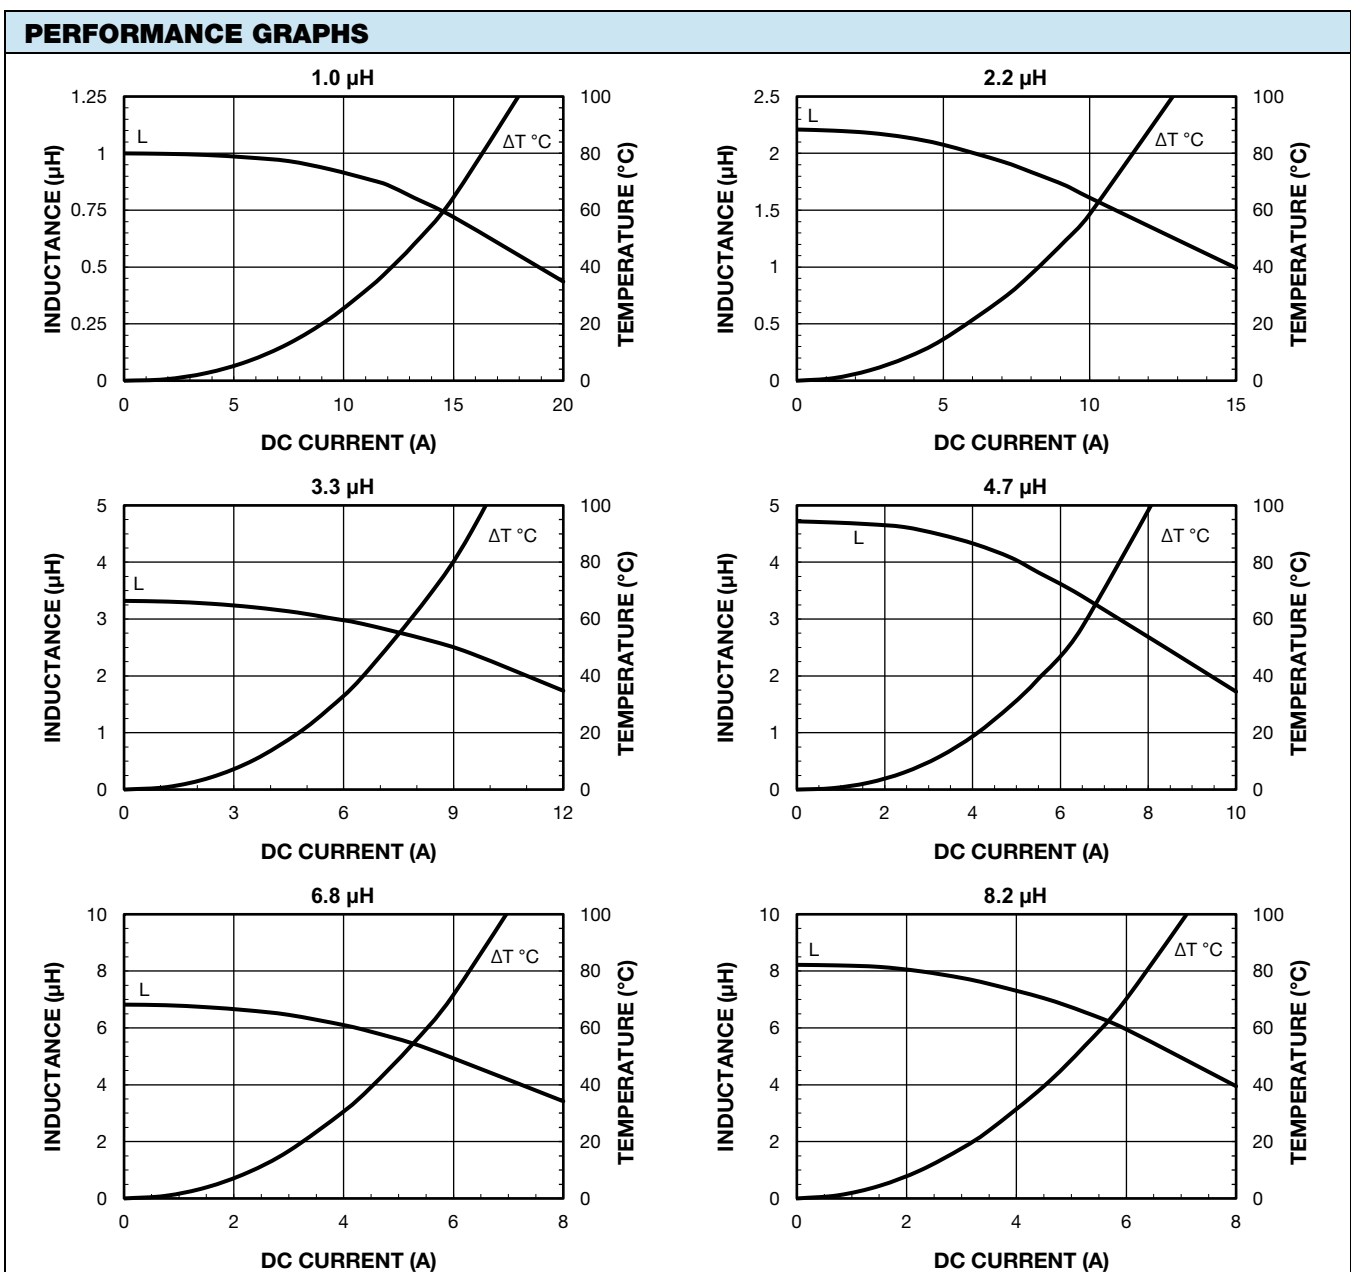 PERFORMANCE GRAPHS
1.0 µH
1.25
1
0.75
0.5
0.25
0
100
80
60
40
20
0
0 5 10 15 20
L
ΔT °C
INDUCTANCE (µH)
TEMPERATURE (°C)
DC CURRENT (A)
2.2 µH
2.5
2
1.5
1
0.5
0
100
80
60
40
20
0
0 5 10 15
L
ΔT °C
INDUCTANCE (µH)
TEMPERATURE (°C)
DC CURRENT (A)
3.3 µH
5
4
3
2
1
0
100
80
60
40
20
0
0 3 6 9 12
L
ΔT °C
INDUCTANCE (µH)
TEMPERATURE (°C)
DC CURRENT (A)
4.7 µH
5
4
3
2
1
0
100
80
60
40
20
0
0 2 4 6 8 10
L
ΔT °C
INDUCTANCE (µH)
TEMPERATURE (°C)
DC CURRENT (A)
6.8 µH
10
8
6
4
2
0
100
80
60
40
20
0
0 2 4 6 8
L
ΔT °C
INDUCTANCE (µH)
TEMPERATURE (°C)
DC CURRENT (A)
8.2 µH
10
8
6
4
2
0
100
80
60
40
20
0
0 2 4 6 8
L
ΔT °C
INDUCTANCE (µH)
TEMPERATURE (°C)
DC CURRENT (A)